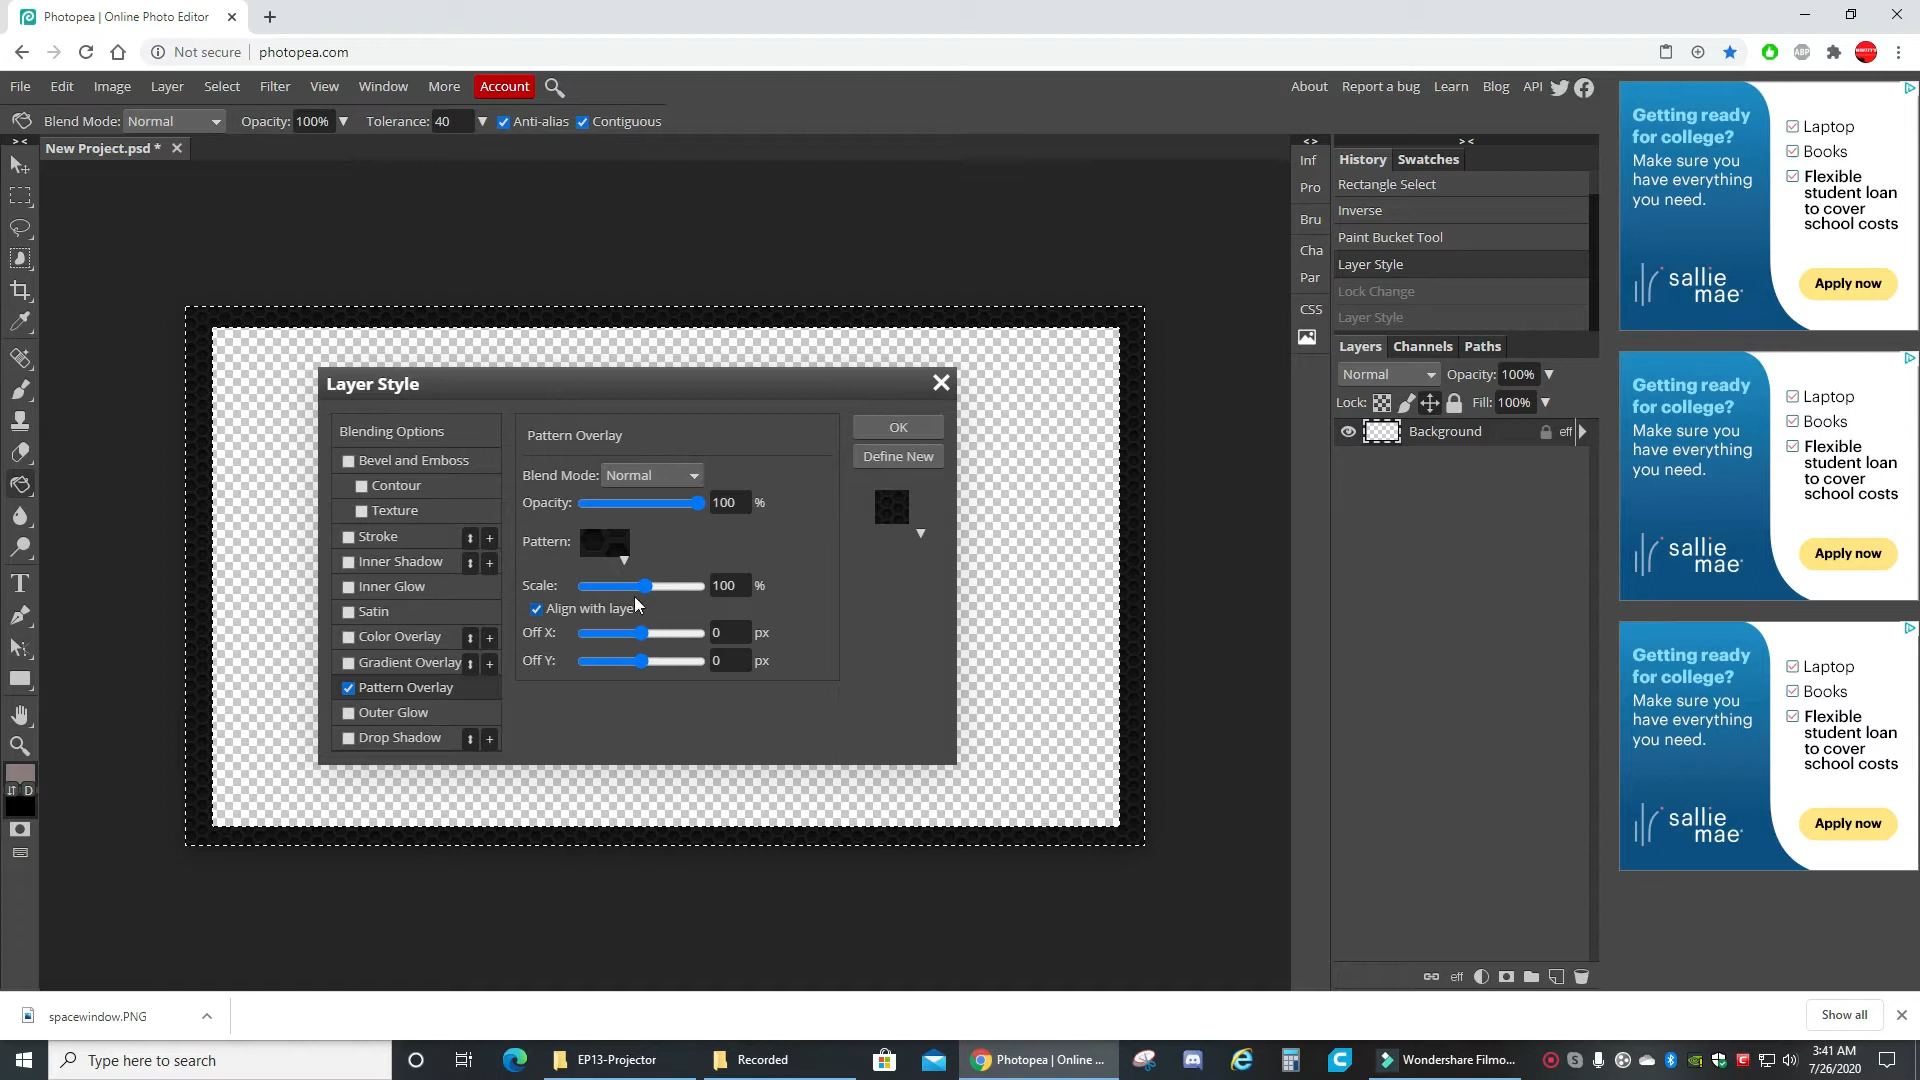 Photopea | Online Photo Editor
Not secure photopea.com
File Edit Image Layer Select Filter View Window More Account
About Report a bug Learn Blog API
Blend Mode: Normal Opacity: 100% Tolerance: 40 Anti-alias Contiguous
New Project.psd *
Inf
Pro
Bru
Cha
Par
CSS
History Swatches
Rectangle Select
Inverse
Paint Bucket Tool
Layer Style
Lock Change
Layer Style
Layers Channels Paths
Normal Opacity: 100%
Lock: Fill: 100%
Background eff
eff
Layer Style
Blending Options
Bevel and Emboss
Contour
Texture
Stroke
Inner Shadow
Inner Glow
Satin
Color Overlay
Gradient Overlay
Pattern Overlay
Outer Glow
Drop Shadow
Pattern Overlay
Blend Mode: Normal
Opacity: 100 %
Pattern:
Scale: 100 %
Align with laye
Off X: 0 px
Off Y: 0 px
OK
Define New
T
D
Getting ready
for college?
Make sure you
have everything
you need.
Laptop
Books
Flexible
student loan
to cover
school costs
sallie
mae
Apply now
Getting ready
for college?
Make sure you
have everything
you need.
Laptop
Books
Flexible
student loan
to cover
school costs
sallie
mae
Apply now
Getting ready
for college?
Make sure you
have everything
you need.
Laptop
Books
Flexible
student loan
to cover
school costs
sallie
mae
Apply now
spacewindow.PNG
Show all
Type here to search
EP13-Projector
Recorded
Photopea | Online ...
Wondershare Filmo...
3:41 AM
7/26/2020